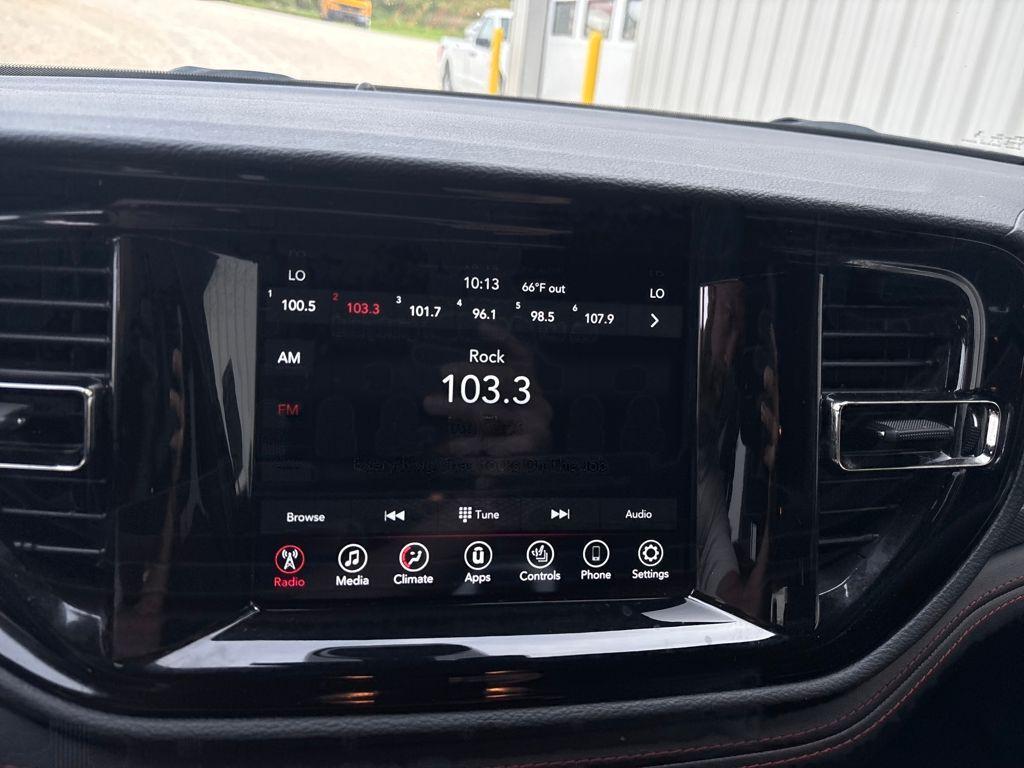 LO 10:13 66°F out LO
1 100.5 2 103.3 3 101.7 4 96.1 5 98.5 6 107.9
AM Rock
103.3
FM
Browse Tune Audio
Radio Media Climate Apps Controls Phone Settings